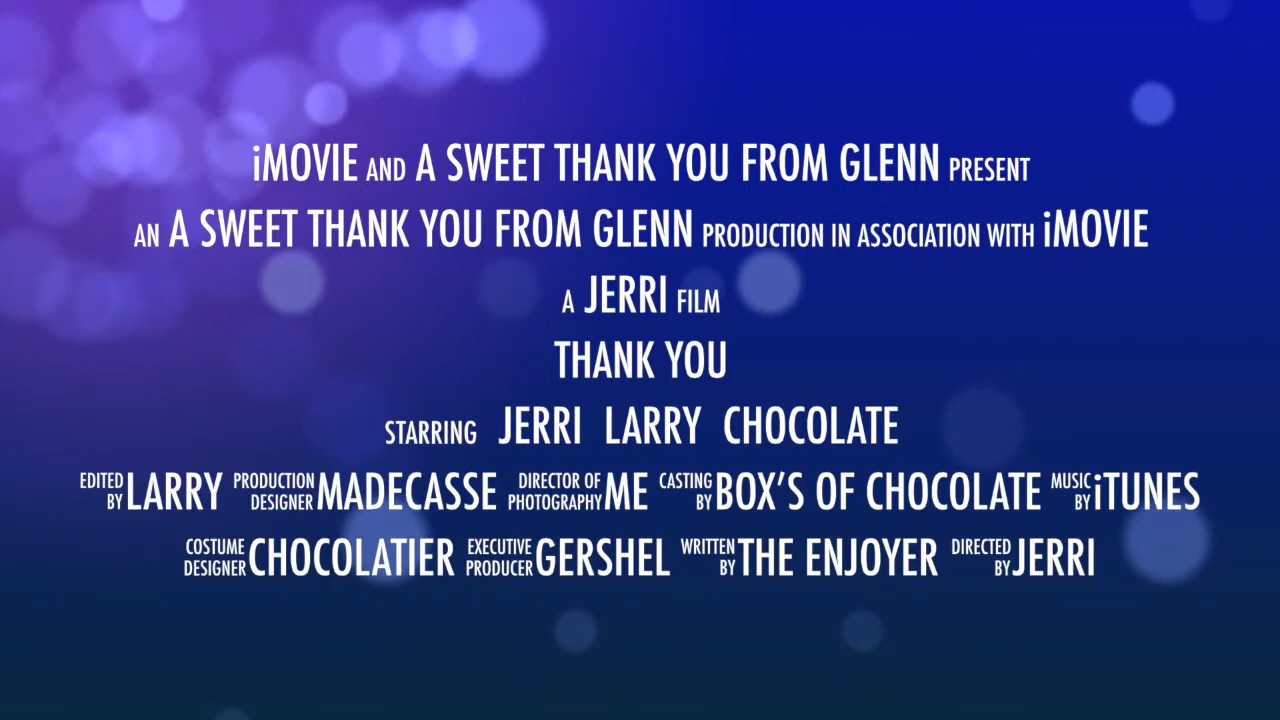 iMOVIE AND A SWEET THANK YOU FROM GLENN PRESENT
AN A SWEET THANK YOU FROM GLENN PRODUCTION IN ASSOCIATION WITH iMOVIE
A JERRI FILM
THANK YOU
STARRING JERRI LARRY CHOCOLATE
EDITED BY LARRY PRODUCTION DESIGNER MADECASSE DIRECTOR OF PHOTOGRAPHY ME CASTING BY BOX'S OF CHOCOLATE MUSIC BY iTUNES
COSTUME DESIGNER CHOCOLATIER EXECUTIVE PRODUCER GERSHEL WRITTEN BY THE ENJOYER DIRECTED BY JERRI